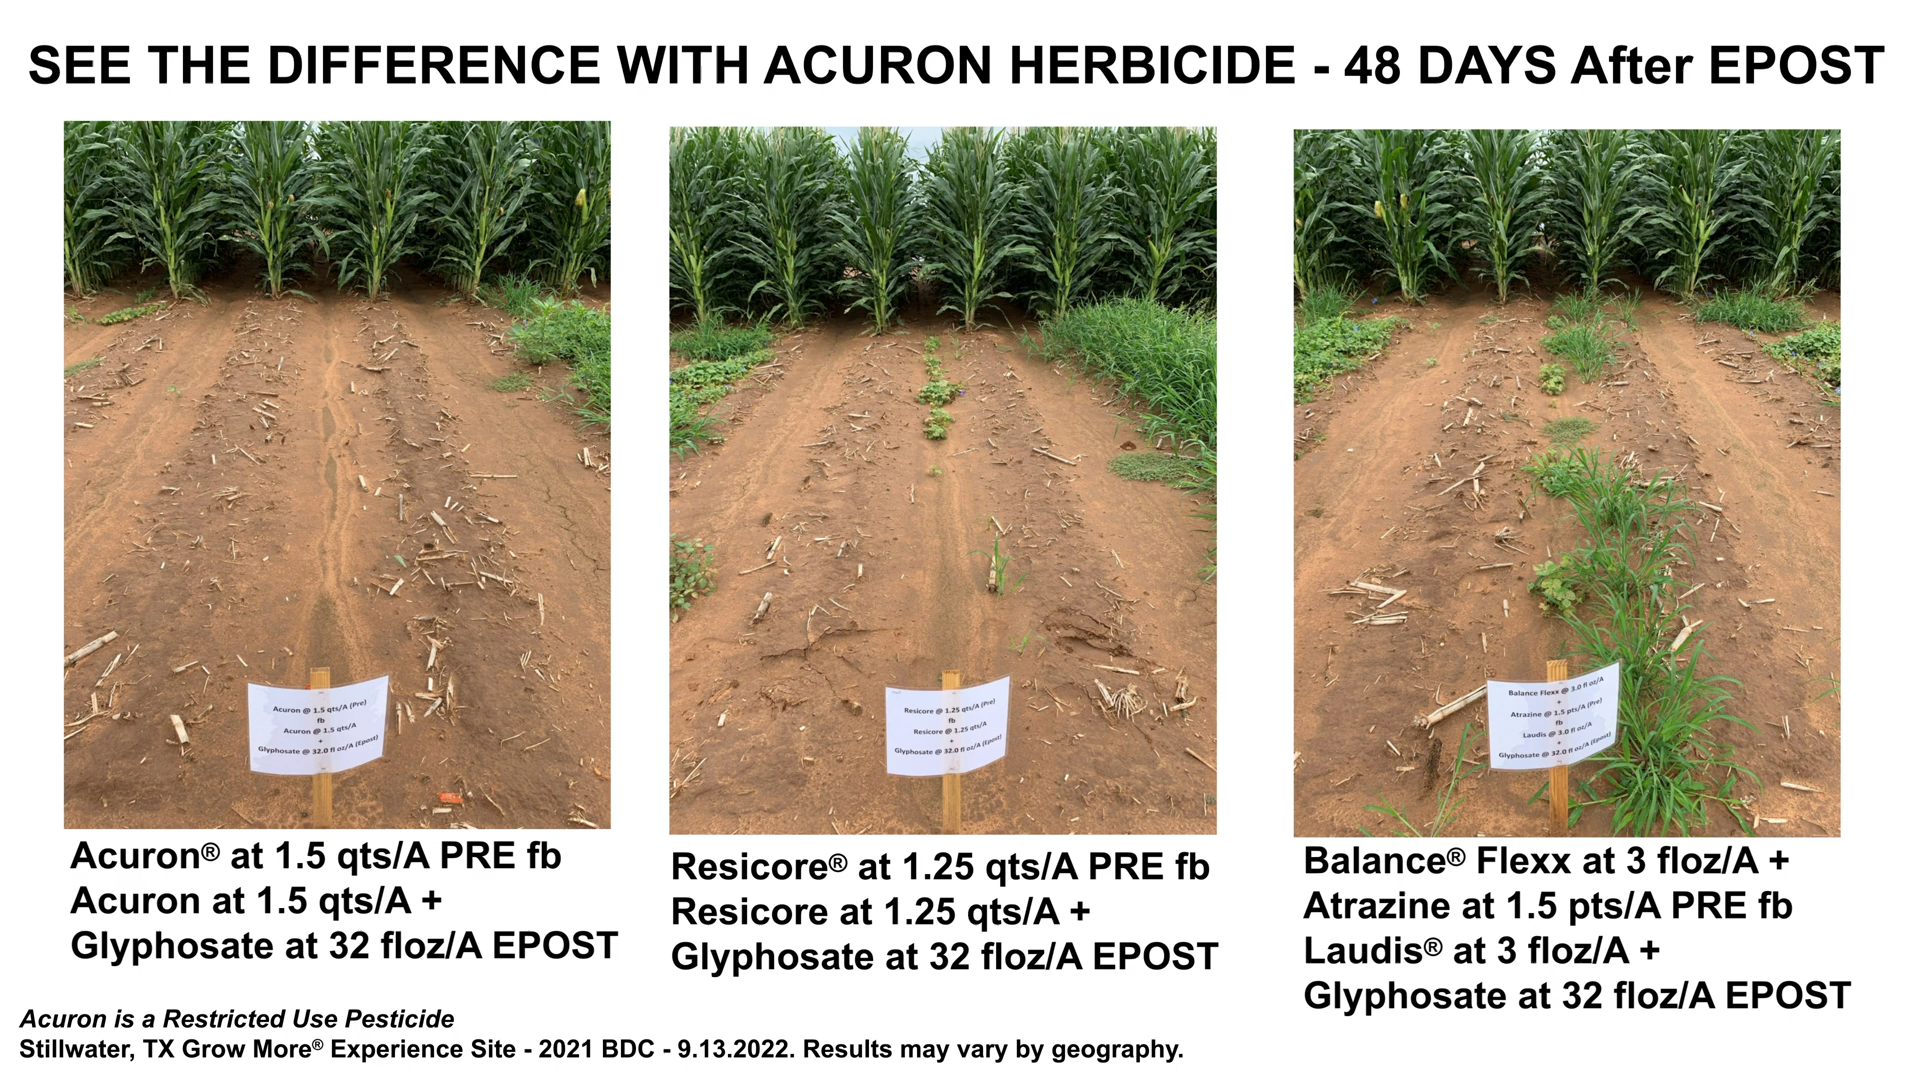 SEE THE DIFFERENCE WITH ACURON HERBICIDE - 48 DAYS After EPOST
Acuron @ 1.5 qts/A (Pre)
fb
Acuron @ 1.5 qts/A
+
Glyphosate @ 32.0 fl oz/A (Epost)
Resicore @ 1.25 qts/A (Pre)
fb
Resicore @ 1.25 qts/A
+
Glyphosate @ 32.0 fl oz/A (Epost)
Balance Flexx @ 3.0 fl oz/A
+
Atrazine @ 1.5 pts/A (Pre)
fb
Laudis @ 3.0 fl oz/A
+
Glyphosate @ 32.0 fl oz/A (Epost)
Acuron® at 1.5 qts/A PRE fb
Acuron at 1.5 qts/A +
Glyphosate at 32 floz/A EPOST
Resicore® at 1.25 qts/A PRE fb
Resicore at 1.25 qts/A +
Glyphosate at 32 floz/A EPOST
Balance® Flexx at 3 floz/A +
Atrazine at 1.5 pts/A PRE fb
Laudis® at 3 floz/A +
Glyphosate at 32 floz/A EPOST
Acuron is a Restricted Use Pesticide
Stillwater, TX Grow More® Experience Site - 2021 BDC - 9.13.2022. Results may vary by geography.